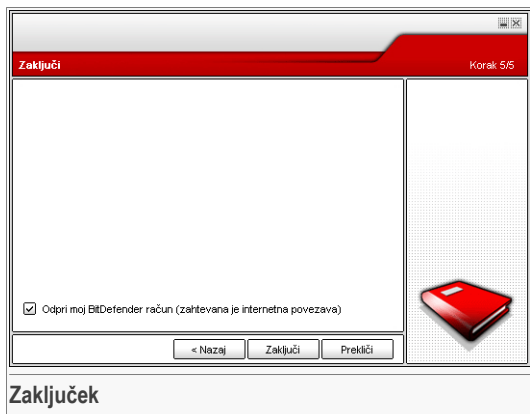 Zaključi
Korak 5/5
Odpri moj BitDefender račun (zahtevana je internetna povezava)
< Nazaj
Zaključi
Prekliči
Zaključek